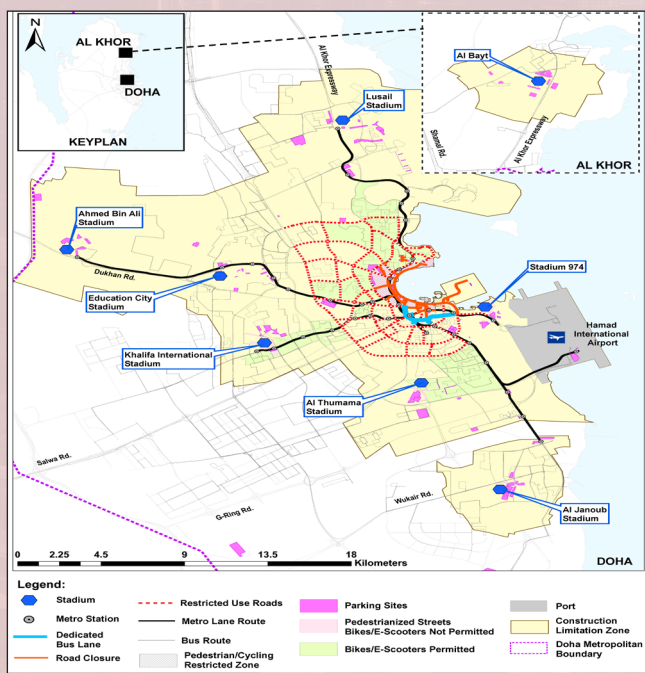 N
AL KHOR
DOHA
KEYPLAN
Al Bayt
Al Khor Expressway
AL KHOR
Al Khor Expressway
Shamal Rd.
Lusail
Stadium
Ahmed Bin Ali
Stadium
Dukhan Rd.
Education City
Stadium
Stadium 974
Hamad
International
Airport
Khalifa International
Stadium
Al Thumama
Stadium
Salwa Rd.
G-Ring Rd.
Wukair Rd.
Al Janoub
Stadium
DOHA
0 2.25 4.5 9 13.5 18
Kilometers
Legend:
Stadium
Metro Station
Dedicated
Bus Lane
Road Closure
Restricted Use Roads
Metro Lane Route
Bus Route
Pedestrian/Cycling
Restricted Zone
Parking Sites
Pedestrianized Streets
Bikes/E-Scooters Not Permitted
Bikes/E-Scooters Permitted
Port
Construction
Limitation Zone
Doha Metropolitan
Boundary